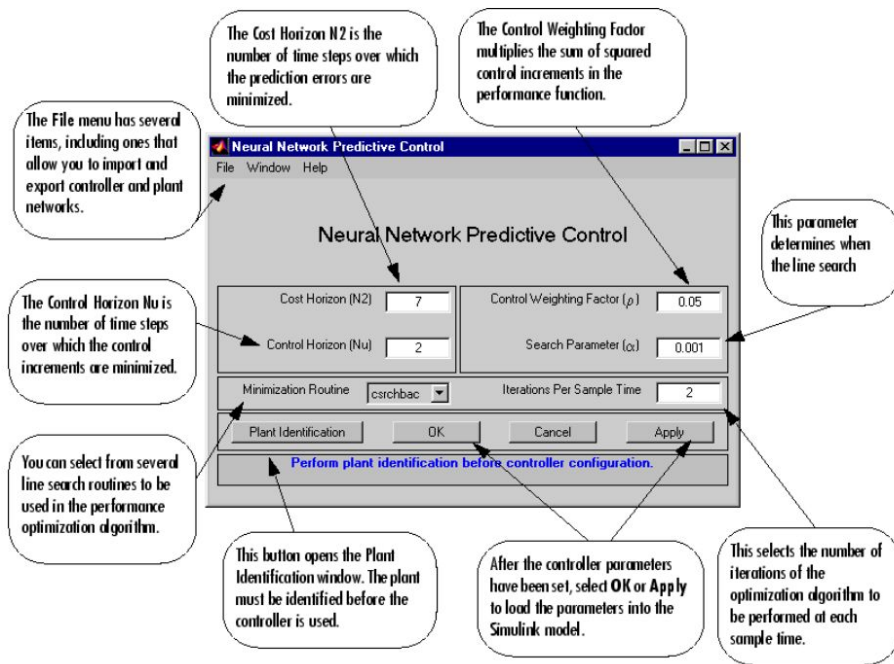 The Cost Horizon N2 is the
number of time steps over which
the prediction errors are
minimized.
The Control Weighting Factor
multiplies the sum of squared
control increments in the
performance function.
The File menu has several
items, including ones that
allow you to import and
export controller and plant
networks.
Neural Network Predictive Control
File Window Help
Neural Network Predictive Control
This parameter
determines when
the line search
The Control Horizon Nu is
the number of time steps
over which the control
increments are minimized.
Cost Horizon (N2) 7 Control Weighting Factor (ρ) 0.05
Control Horizon (Nu) 2 Search Parameter (α) 0.001
Minimization Routine csrchbac Iterations Per Sample Time 2
Plant Identification OK Cancel Apply
Perform plant identification before controller configuration.
You can select from several
line search routines to be
used in the performance
optimization algorithm.
This button opens the Plant
Identification window. The plant
must be identified before the
controller is used.
After the controller parameters
have been set, select OK or Apply
to load the parameters into the
Simulink model.
This selects the number of
iterations of the
optimization algorithm to
be performed at each
sample time.